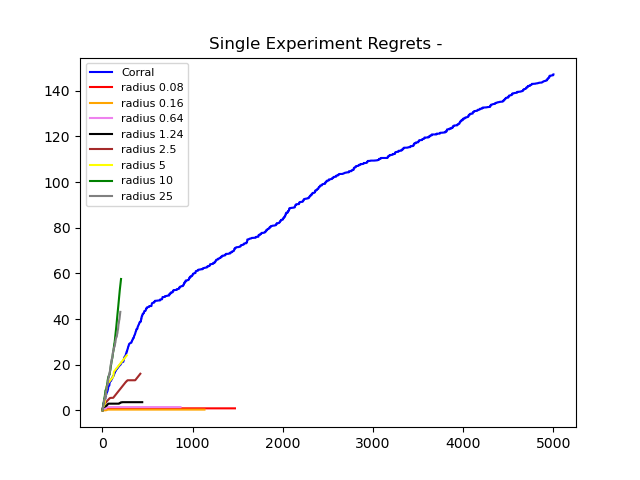 Single Experiment Regrets -
Corral
radius 0.08
radius 0.16
radius 0.64
radius 1.24
radius 2.5
radius 5
radius 10
radius 25
140
120
100
80
60
40
20
0
0 1000 2000 3000 4000 5000